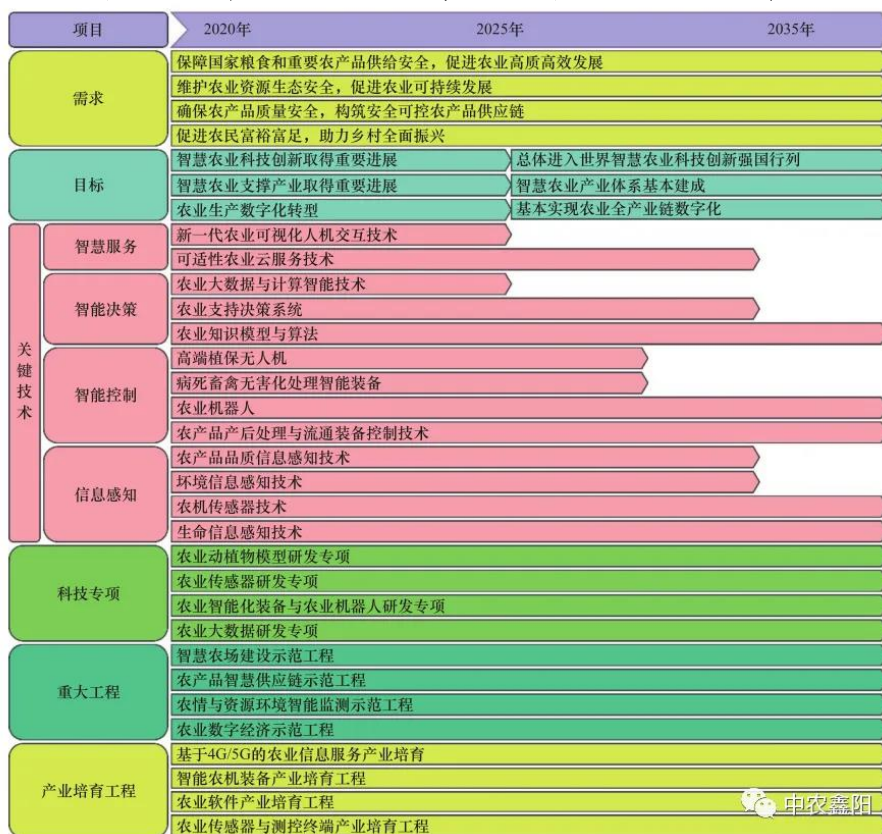 项目
2020年
2025年
2035年
需求
保障国家粮食和重要农产品供给安全，促进农业高质高效发展
维护农业资源生态安全，促进农业可持续发展
确保农产品质量安全，构筑安全可控农产品供应链
促进农民富裕富足，助力乡村全面振兴
目标
智慧农业科技创新取得重要进展
总体进入世界智慧农业科技创新强国行列
智慧农业支撑产业取得重要进展
智慧农业产业体系基本建成
农业生产数字化转型
基本实现农业全产业链数字化
关键技术
智慧服务
新一代农业可视化人机交互技术
可适性农业云服务技术
智能决策
农业大数据与计算智能技术
农业支持决策系统
农业知识模型与算法
智能控制
高端植保无人机
病死畜禽无害化处理智能装备
农业机器人
农产品产后处理与流通装备控制技术
信息感知
农产品品质信息感知技术
环境信息感知技术
农机传感器技术
生命信息感知技术
科技专项
农业动植物模型研发专项
农业传感器研发专项
农业智能化装备与农业机器人研发专项
农业大数据研发专项
重大工程
智慧农场建设示范工程
农产品智慧供应链示范工程
农情与资源环境智能监测示范工程
农业数字经济示范工程
产业培育工程
基于4G/5G的农业信息服务产业培育
智能农机装备产业培育工程
农业软件产业培育工程
农业传感器与测控终端产业培育工程
中农鑫阳